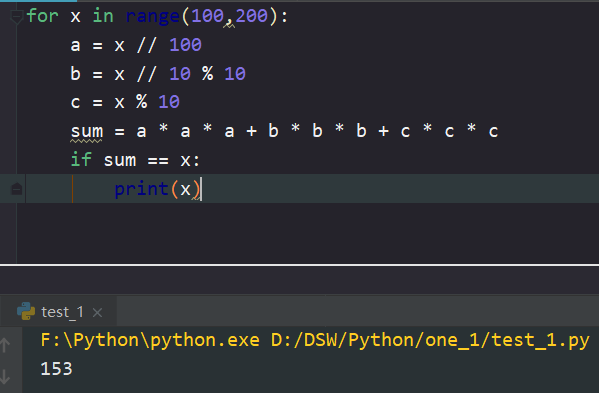 for x in range(100,200):
    a = x // 100
    b = x // 10 % 10
    c = x % 10
    sum = a * a * a + b * b * b + c * c * c
    if sum == x:
        print(x)
test_1 ×
F:\Python\python.exe D:/DSW/Python/one_1/test_1.py
153